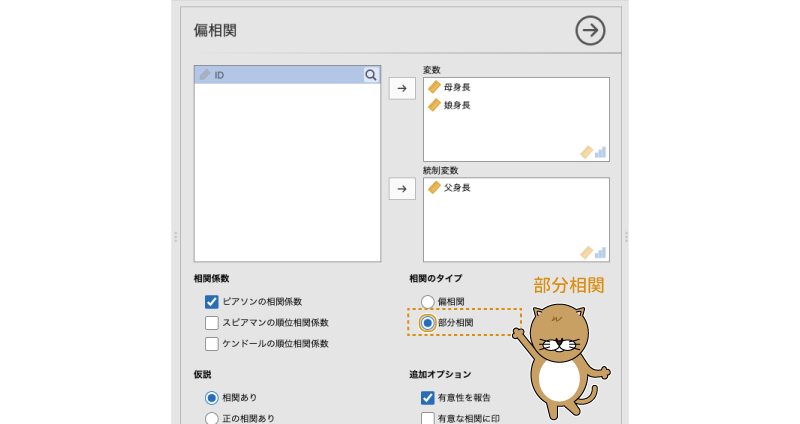 偏相関
ID
変数
母身長
娘身長
統制変数
父身長
相関係数
ピアソンの相関係数
スピアマンの順位相関係数
ケンドールの順位相関係数
相関のタイプ
部分相関
偏相関
部分相関
仮説
相関あり
正の相関あり
追加オプション
有意性を報告
有意な相関に印